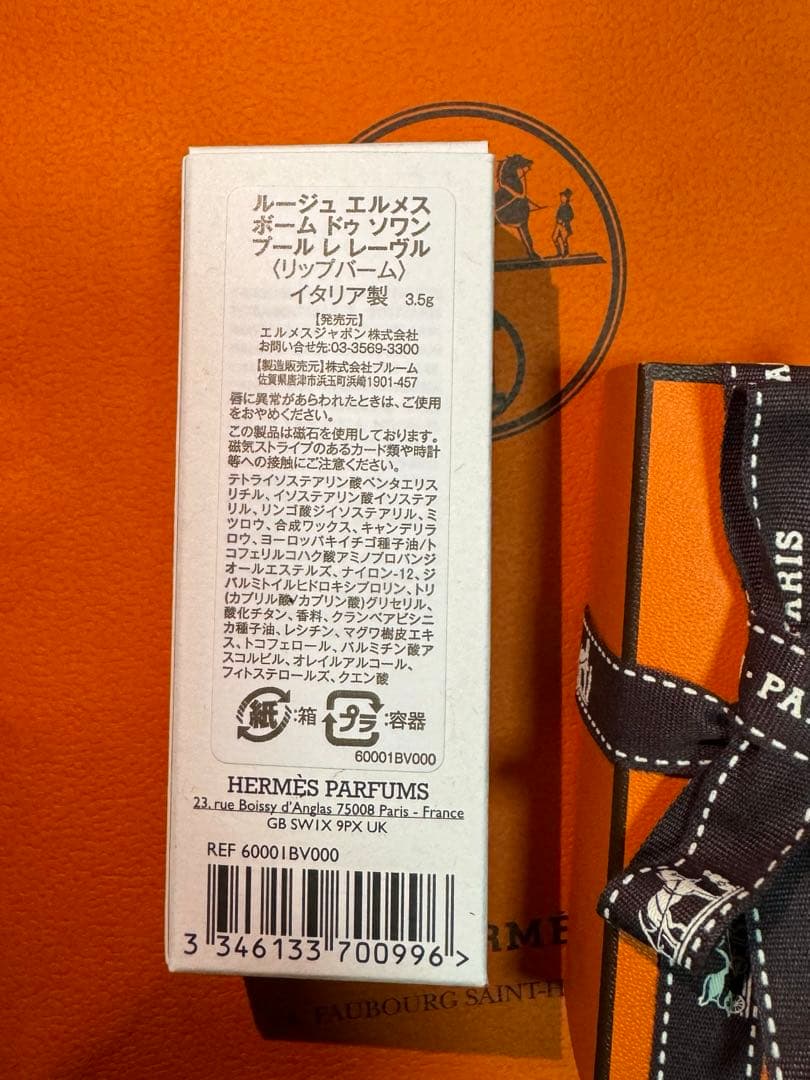 ルージュ エルメス
ボーム ドゥ ソワン
プール レ レーヴル
〈リップバーム〉
イタリア製 3.5g
【発売元】
エルメスジャポン株式会社
お問い合せ先:03-3569-3300
【製造販売元】株式会社ブルーム
佐賀県唐津市浜玉町浜崎1901-457
唇に異常があらわれたときは、ご使用
をおやめください。
この製品は磁石を使用しております。
磁気ストライプのあるカード類や時計
等への接触にご注意ください。
テトライソステアリン酸ペンタエリス
リチル、イソステアリン酸イソステア
リル、リンゴ酸ジイソステアリル、ミ
ツロウ、合成ワックス、キャンデリラ
ロウ、ヨーロッパキイチゴ種子油/ト
コフェリルコハク酸アミノプロパンジ
オールエステルズ、ナイロン-12、ジ
パルミトイルヒドロキシプロリン、トリ
(カプリル酸/カプリン酸)グリセリル、
酸化チタン、香料、クランベアビシニ
カ種子油、レシチン、マグワ樹皮エキ
ス、トコフェロール、パルミチン酸ア
スコルビル、オレイルアルコール、
フィトステロールズ、クエン酸
紙:箱 プラ:容器
60001BV000
HERMÈS PARFUMS
23, rue Boissy d'Anglas 75008 Paris - France
GB SW1X 9PX UK
REF 60001BV000
3 346133 700996 >
FAUBOURG SAINT-H
PARIS
PA